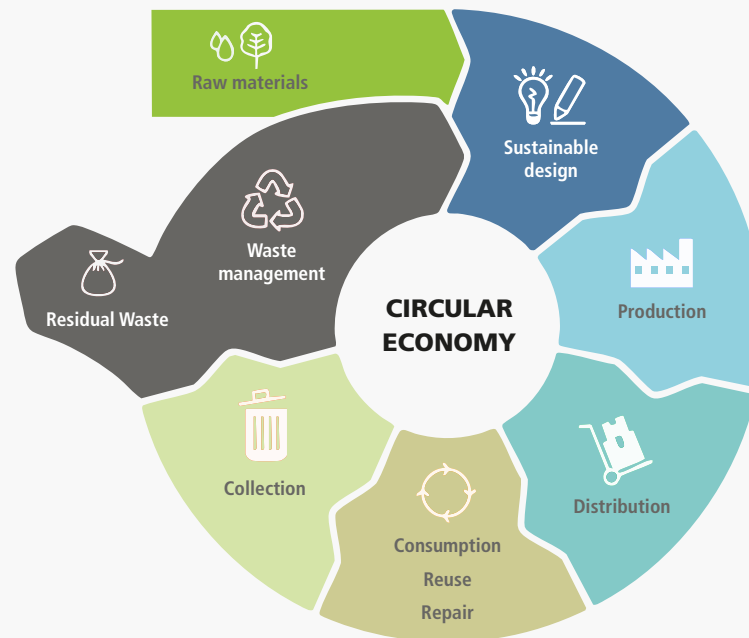 Raw materials
Sustainable
design
Waste
management
Residual Waste
CIRCULAR
ECONOMY
Production
Collection
Distribution
Consumption
Reuse
Repair